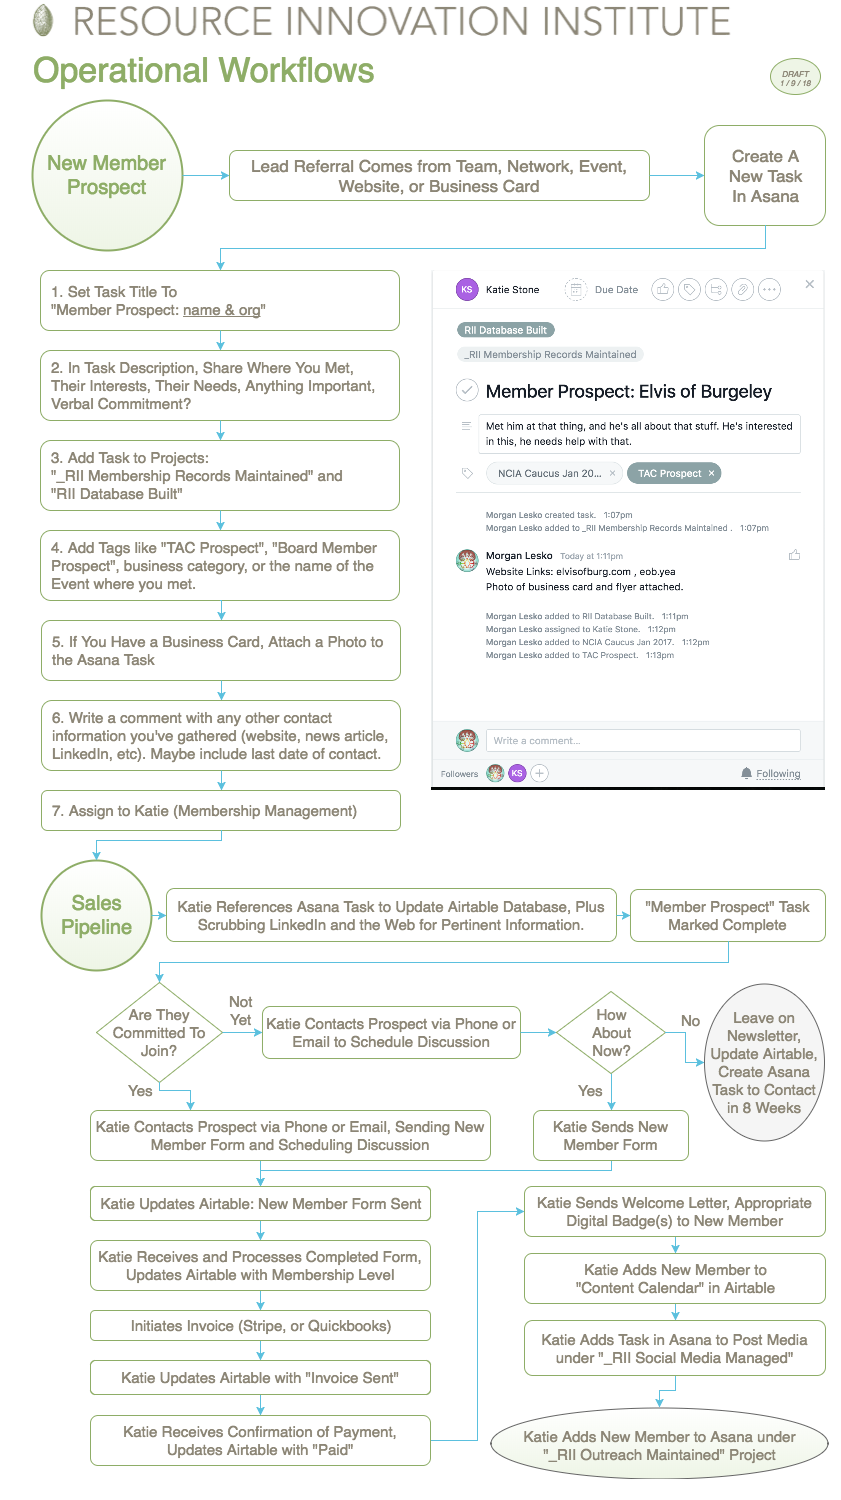 RESOURCE INNOVATION INSTITUTE
Operational Workflows
DRAFT
1 / 9 / 18
New Member
Prospect
Lead Referral Comes from Team, Network, Event,
Website, or Business Card
Create A
New Task
In Asana
1. Set Task Title To
"Member Prospect: name & org"
2. In Task Description, Share Where You Met,
Their Interests, Their Needs, Anything Important,
Verbal Commitment?
3. Add Task to Projects:
"_RII Membership Records Maintained" and
"RII Database Built"
4. Add Tags like "TAC Prospect", "Board Member
Prospect", business category, or the name of the
Event where you met.
5. If You Have a Business Card, Attach a Photo to
the Asana Task
6. Write a comment with any other contact
information you've gathered (website, news article,
LinkedIn, etc). Maybe include last date of contact.
7. Assign to Katie (Membership Management)
KS Katie Stone Due Date
RII Database Built
_RII Membership Records Maintained
Member Prospect: Elvis of Burgeley
Met him at that thing, and he's all about that stuff. He's interested
in this, he needs help with that.
NCIA Caucus Jan 20... × TAC Prospect ×
Morgan Lesko created task. 1:07pm
Morgan Lesko added to _RII Membership Records Maintained . 1:07pm
Morgan Lesko Today at 1:11pm
Website Links: elvisofburg.com , eob.yea
Photo of business card and flyer attached.
Morgan Lesko added to RII Database Built. 1:11pm
Morgan Lesko assigned to Katie Stone. 1:12pm
Morgan Lesko added to NCIA Caucus Jan 2017. 1:12pm
Morgan Lesko added to TAC Prospect. 1:13pm
Write a comment...
Followers KS Following
Sales
Pipeline
Katie References Asana Task to Update Airtable Database, Plus
Scrubbing LinkedIn and the Web for Pertinent Information.
"Member Prospect" Task
Marked Complete
Are They
Committed To
Join?
Not
Yet
Katie Contacts Prospect via Phone or
Email to Schedule Discussion
How
About
Now?
No
Leave on
Newsletter,
Update Airtable,
Create Asana
Task to Contact
in 8 Weeks
Yes
Yes
Katie Contacts Prospect via Phone or Email, Sending New
Member Form and Scheduling Discussion
Katie Sends New
Member Form
Katie Updates Airtable: New Member Form Sent
Katie Receives and Processes Completed Form,
Updates Airtable with Membership Level
Initiates Invoice (Stripe, or Quickbooks)
Katie Updates Airtable with "Invoice Sent"
Katie Receives Confirmation of Payment,
Updates Airtable with "Paid"
Katie Sends Welcome Letter, Appropriate
Digital Badge(s) to New Member
Katie Adds New Member to
"Content Calendar" in Airtable
Katie Adds Task in Asana to Post Media
under "_RII Social Media Managed"
Katie Adds New Member to Asana under
"_RII Outreach Maintained" Project